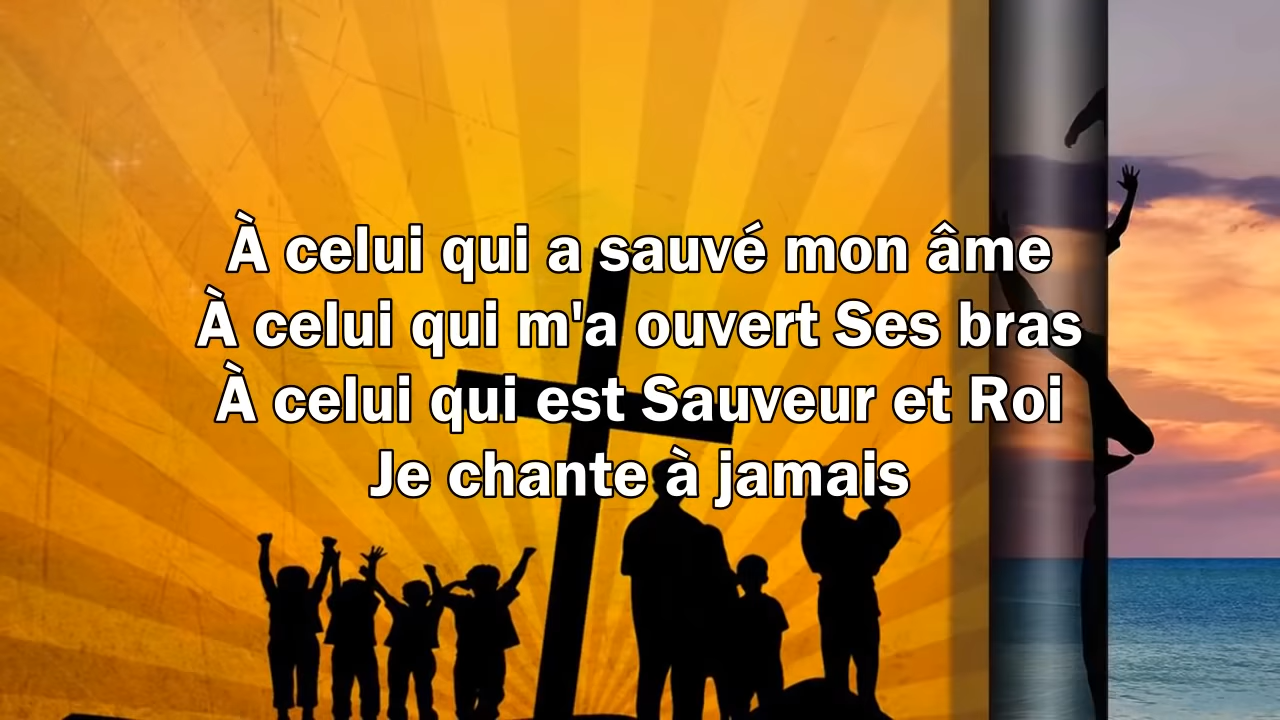 À celui qui a sauvé mon âme
À celui qui m'a ouvert Ses bras
À celui qui est Sauveur et Roi
Je chante à jamais